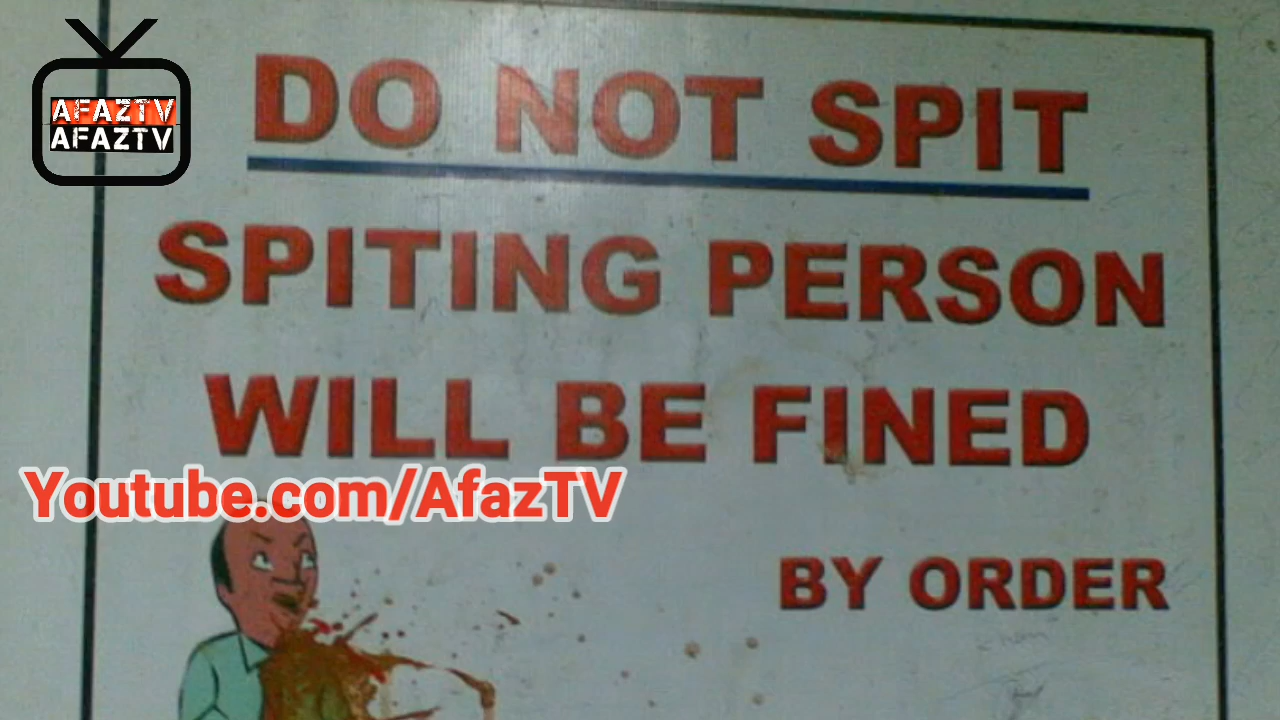 AFAZTV
AFAZTV
DO NOT SPIT
SPITING PERSON
WILL BE FINED
Youtube.com/AfazTV
BY ORDER